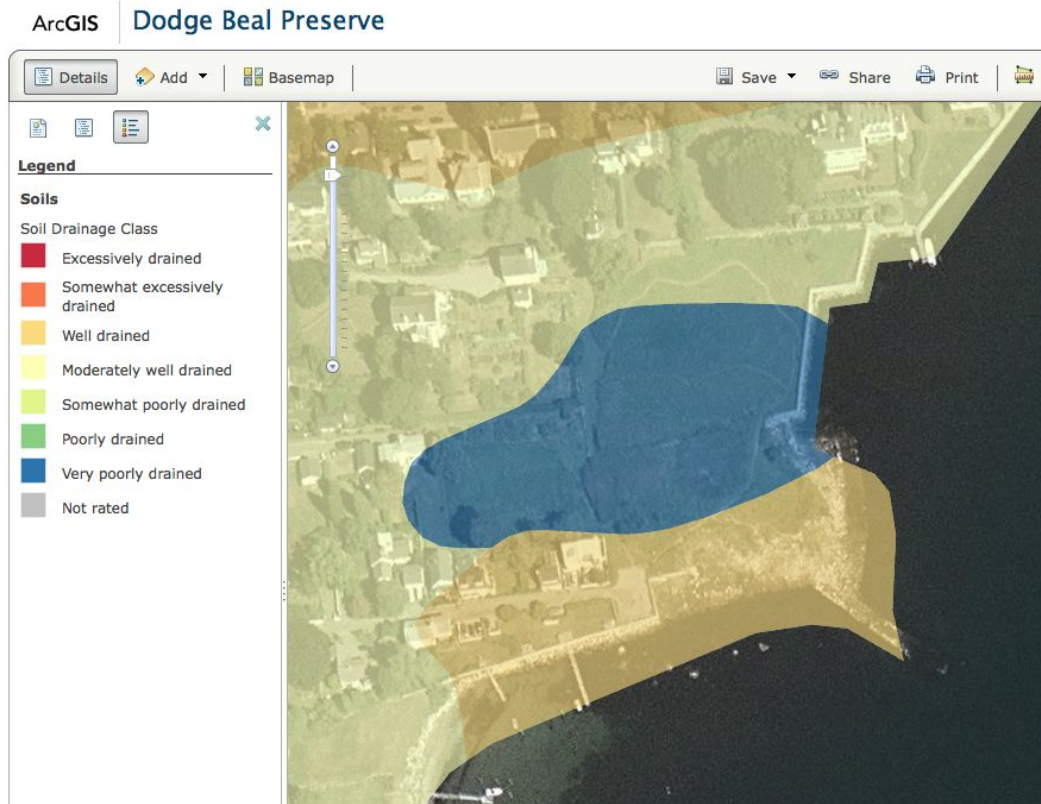 ArcGIS
Dodge Beal Preserve
Details Add Basemap Save Share Print
Legend
Soils
Soil Drainage Class
Excessively drained
Somewhat excessively
drained
Well drained
Moderately well drained
Somewhat poorly drained
Poorly drained
Very poorly drained
Not rated